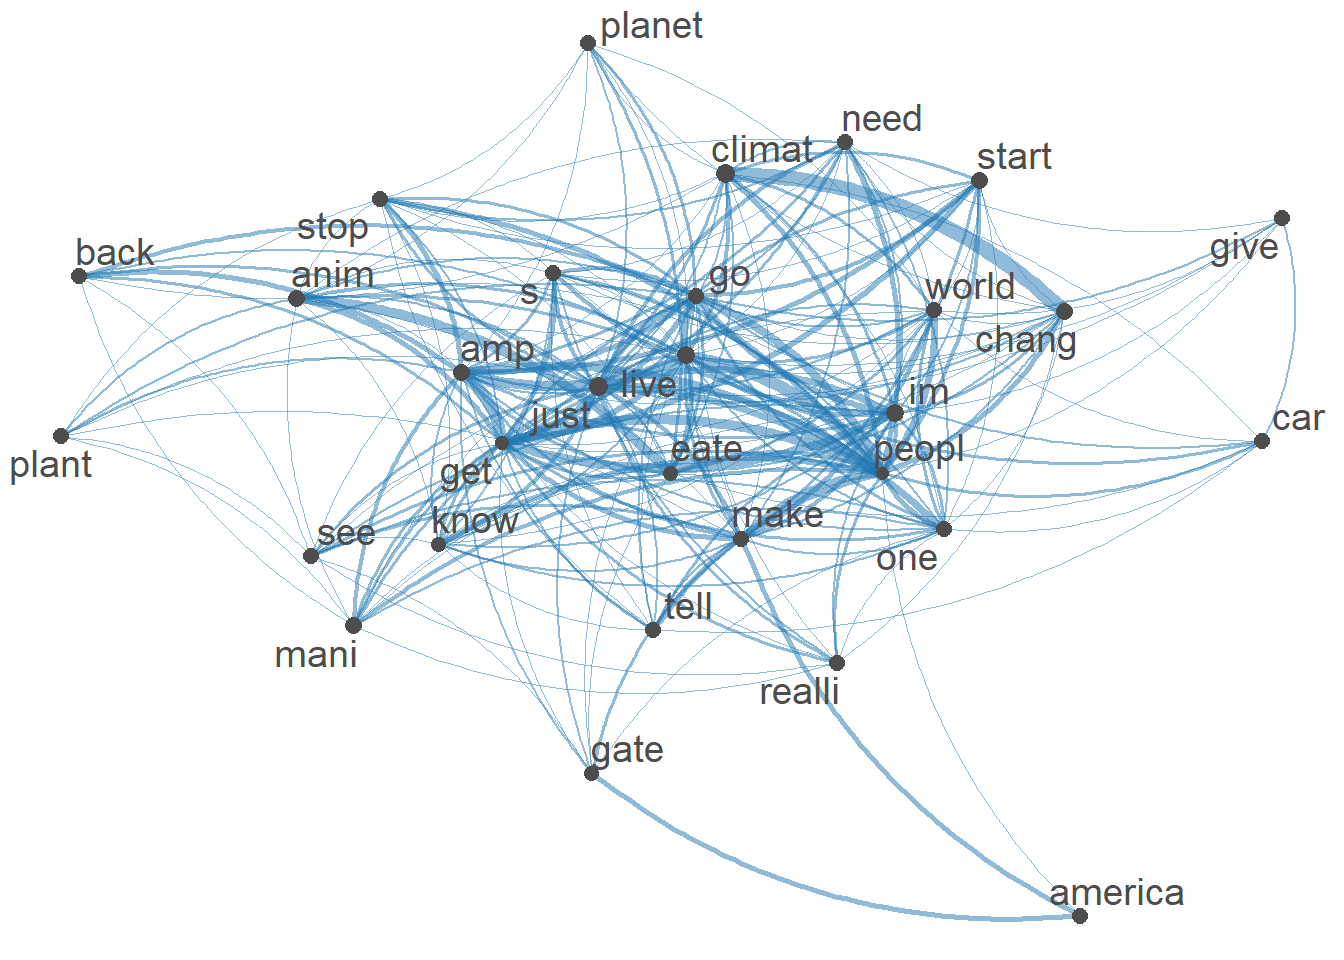 planet
need
climat
start
stop
back
give
anim
s
go
world
chang
amp
live
im
just
car
eate
peopl
plant
get
know
make
see
one
tell
mani
realli
gate
america